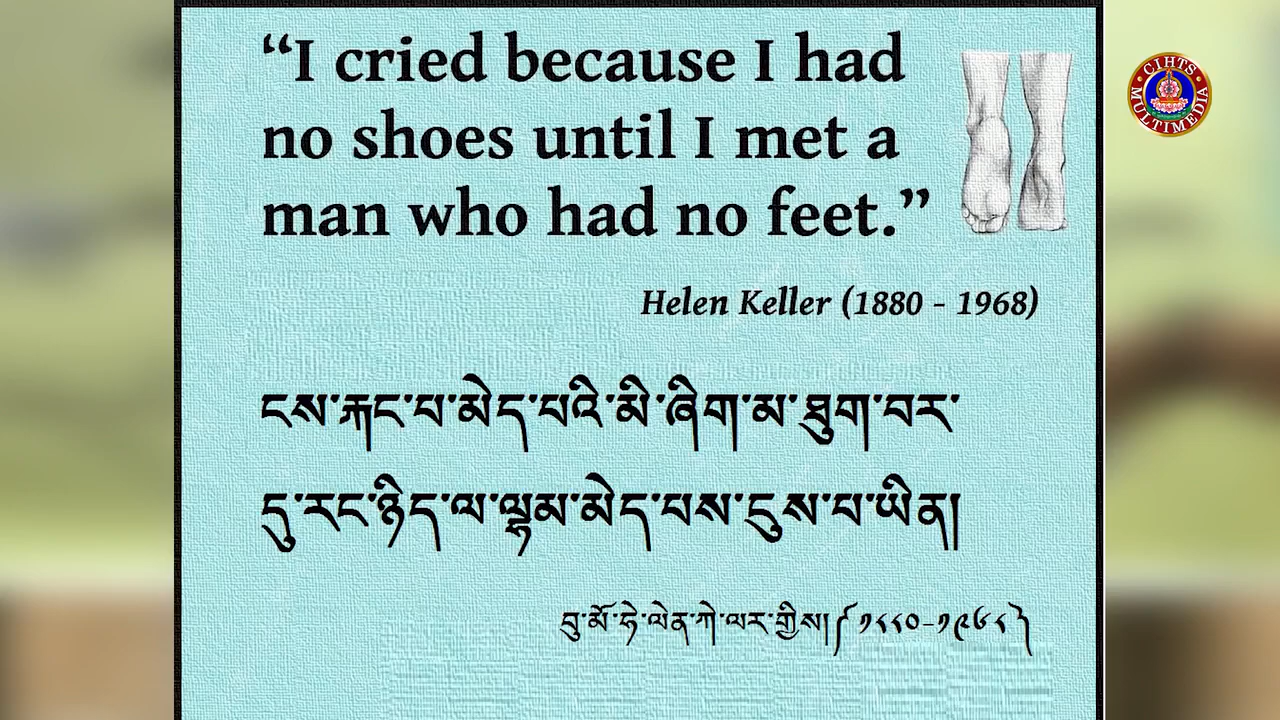 “I cried because I had
no shoes until I met a
man who had no feet.”
Helen Keller (1880 - 1968)
ངས་རྐང་པ་མེད་པའི་མི་ཞིག་མ་ཐུག་བར་
དུ་རང་ཉིད་ལ་ལྷམ་མེད་པས་ངུས་པ་ཡིན།
བུ་མོ་ཧེ་ལེན་ཀེ་ལར་གྱིས། ༼༡༨༨༠-༡༩༦༨༽
CIHTS
MULTIMEDIA